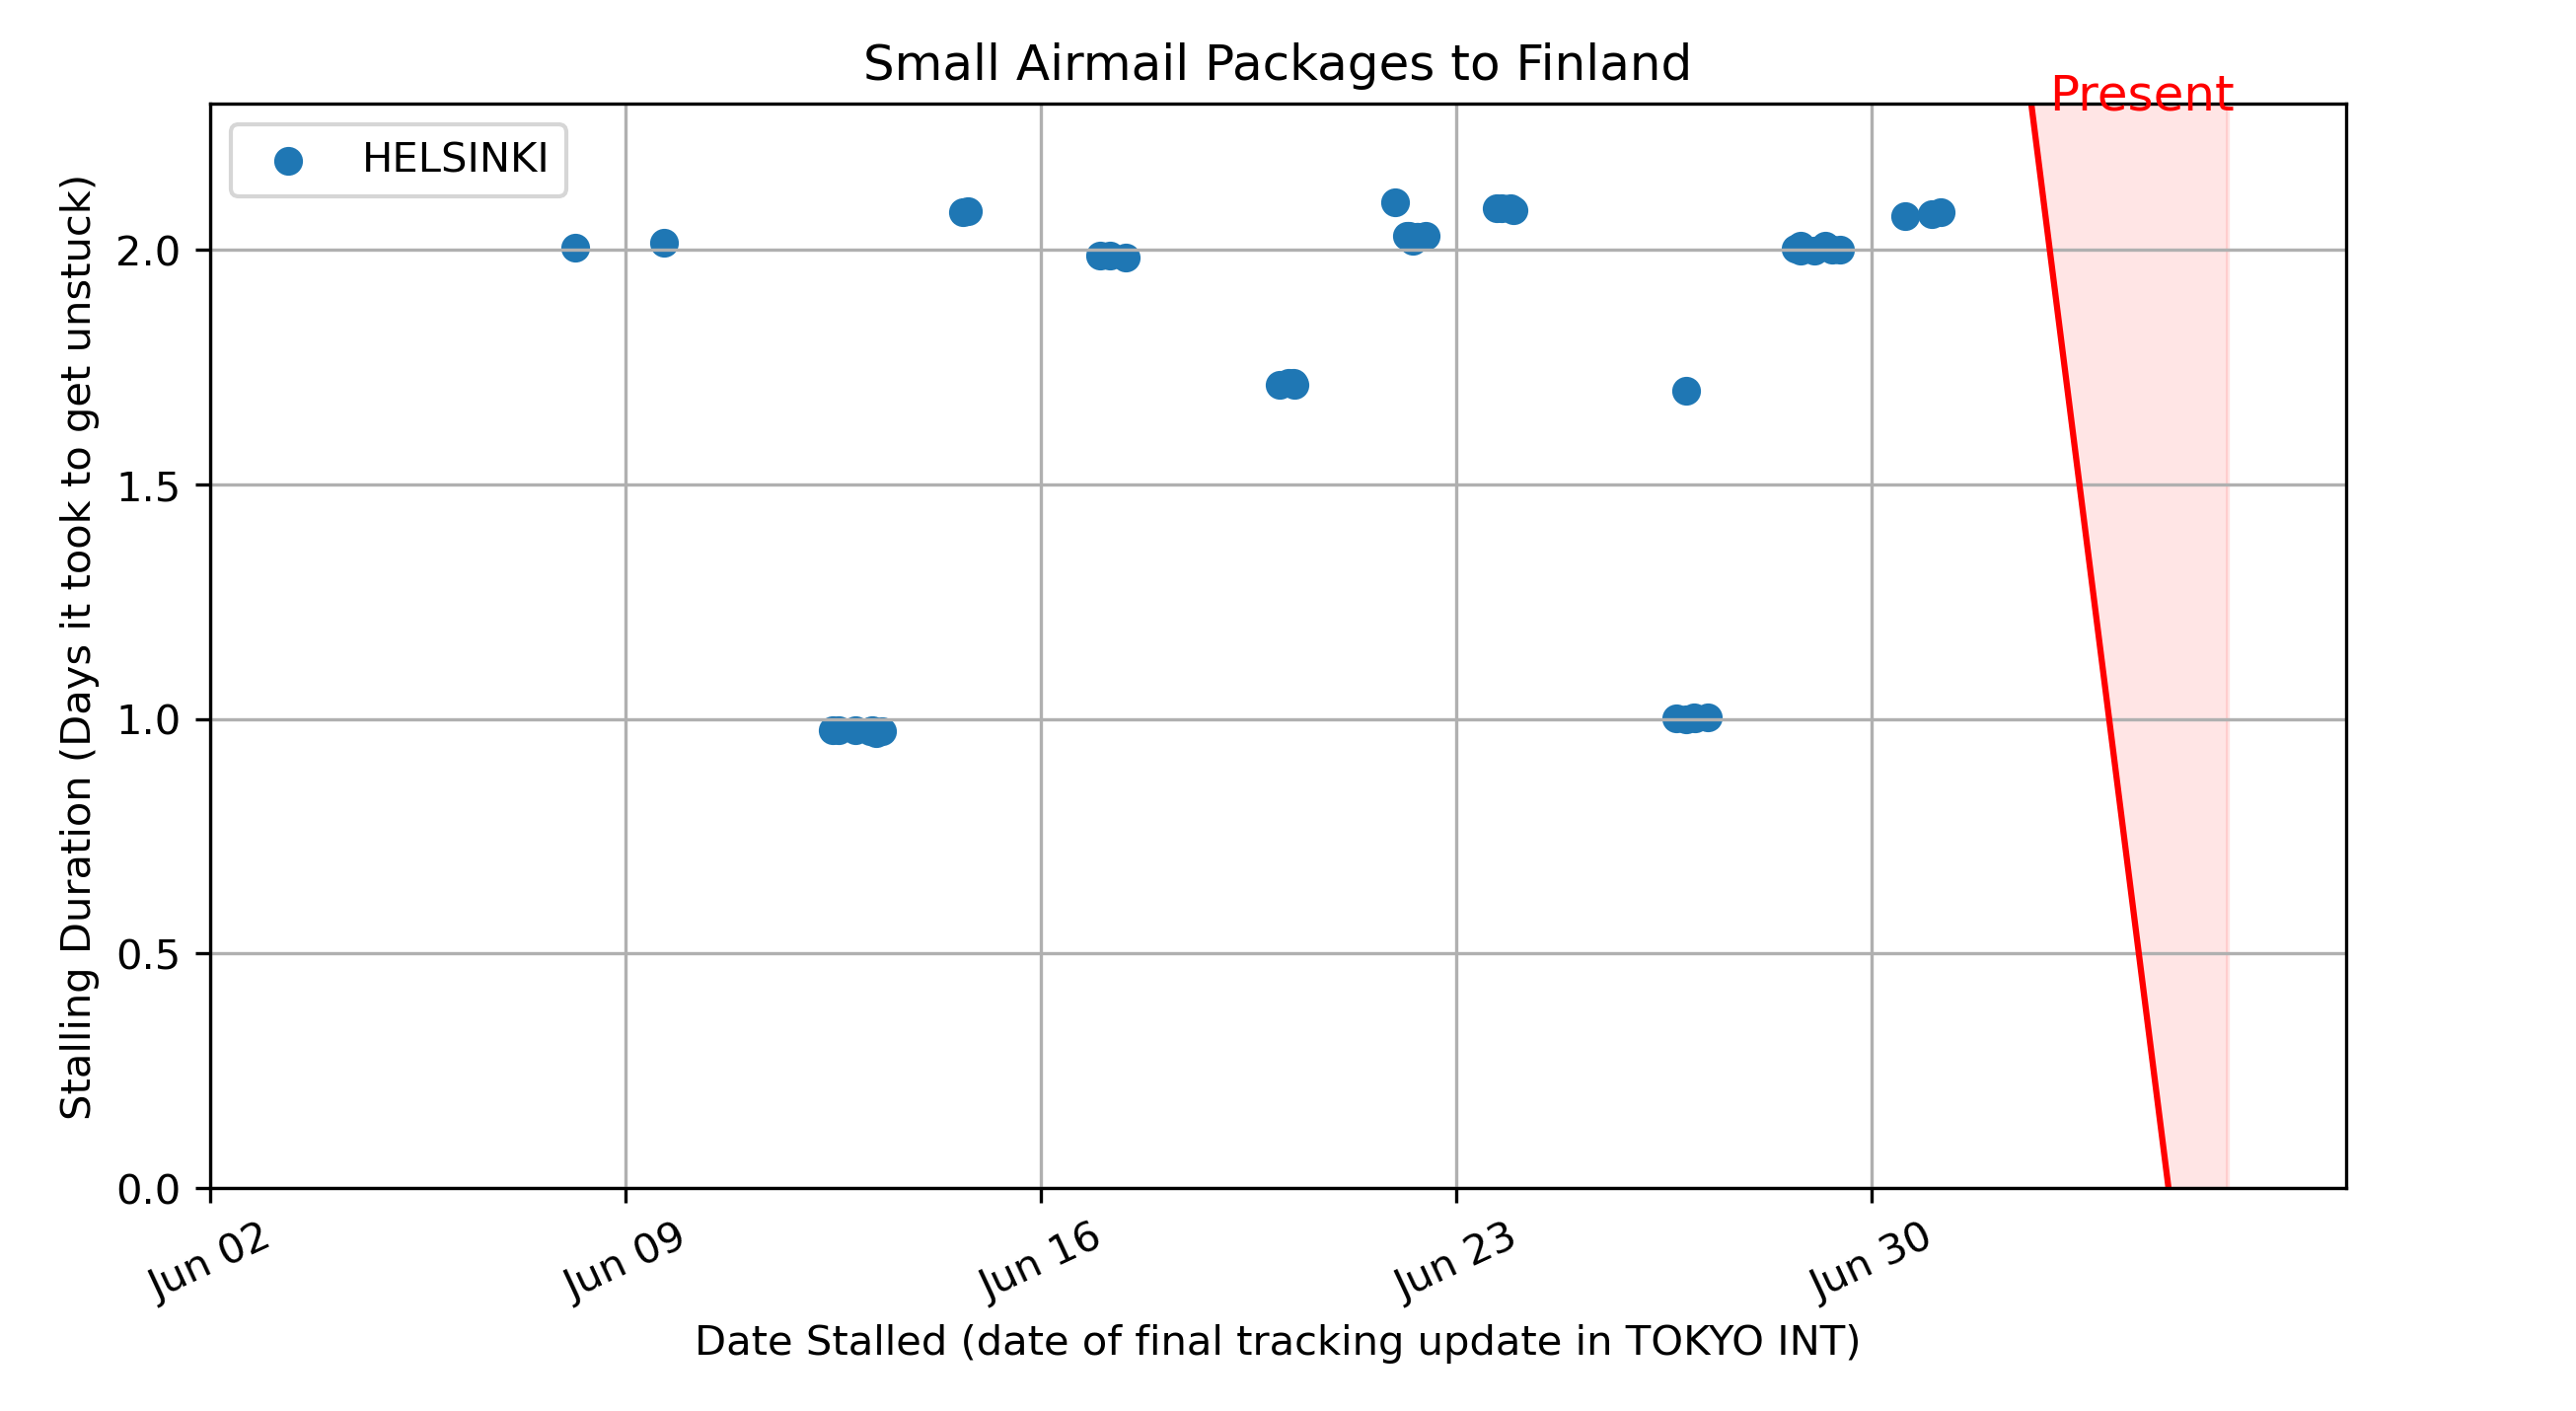 Small Airmail Packages to Finland
Present
HELSINKI
Stalling Duration (Days it took to get unstuck)
2.0
1.5
1.0
0.5
0.0
Jun 02
Jun 09
Jun 16
Jun 23
Jun 30
Date Stalled (date of final tracking update in TOKYO INT)